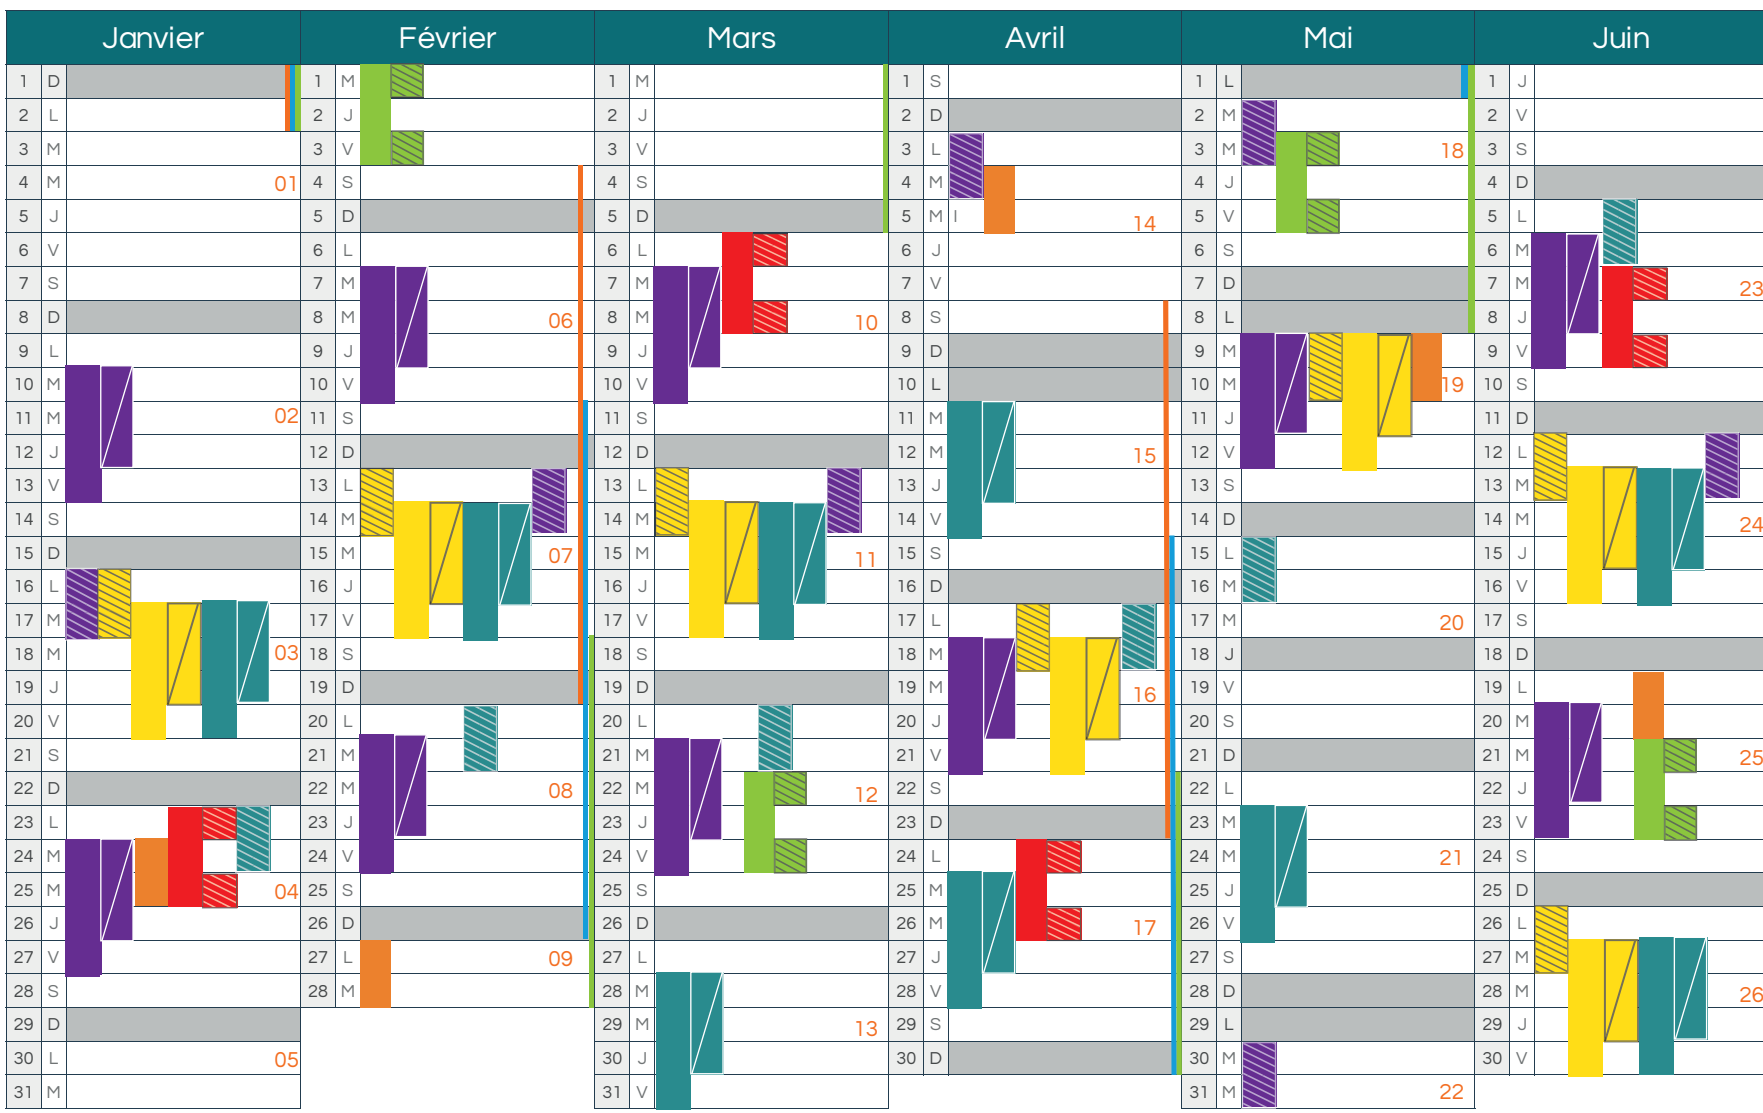 Janvier
1 D
2 L
3 M
4 M 01
5 J
6 V
7 S
8 D
9 L
10 M
11 M 02
12 J
13 V
14 S
15 D
16 L
17 M
18 M 03
19 J
20 V
21 S
22 D
23 L
24 M
25 M 04
26 J
27 V
28 S
29 D
30 L 05
31 M
Février
1 M
2 J
3 V
4 S
5 D
6 L
7 M
8 M 06
9 J
10 V
11 S
12 D
13 L
14 M
15 M 07
16 J
17 V
18 S
19 D
20 L
21 M
22 M 08
23 J
24 V
25 S
26 D
27 L 09
28 M
Mars
1 M
2 J
3 V
4 S
5 D
6 L
7 M
8 M 10
9 J
10 V
11 S
12 D
13 L
14 M
15 M 11
16 J
17 V
18 S
19 D
20 L
21 M
22 M 12
23 J
24 V
25 S
26 D
27 L
28 M
29 M 13
30 J
31 V
Avril
1 S
2 D
3 L
4 M
5 M I 14
6 J
7 V
8 S
9 D
10 L
11 M
12 M 15
13 J
14 V
15 S
16 D
17 L
18 M
19 M 16
20 J
21 V
22 S
23 D
24 L
25 M
26 M 17
27 J
28 V
29 S
30 D
Mai
1 L
2 M
3 M 18
4 J
5 V
6 S
7 D
8 L
9 M
10 M 19
11 J
12 V
13 S
14 D
15 L
16 M
17 M 20
18 J
19 V
20 S
21 D
22 L
23 M
24 M 21
25 J
26 V
27 S
28 D
29 L
30 M
31 M 22
Juin
1 J
2 V
3 S
4 D
5 L
6 M
7 M 23
8 J
9 V
10 S
11 D
12 L
13 M
14 M 24
15 J
16 V
17 S
18 D
19 L
20 M
21 M 25
22 J
23 V
24 S
25 D
26 L
27 M
28 M 26
29 J
30 V